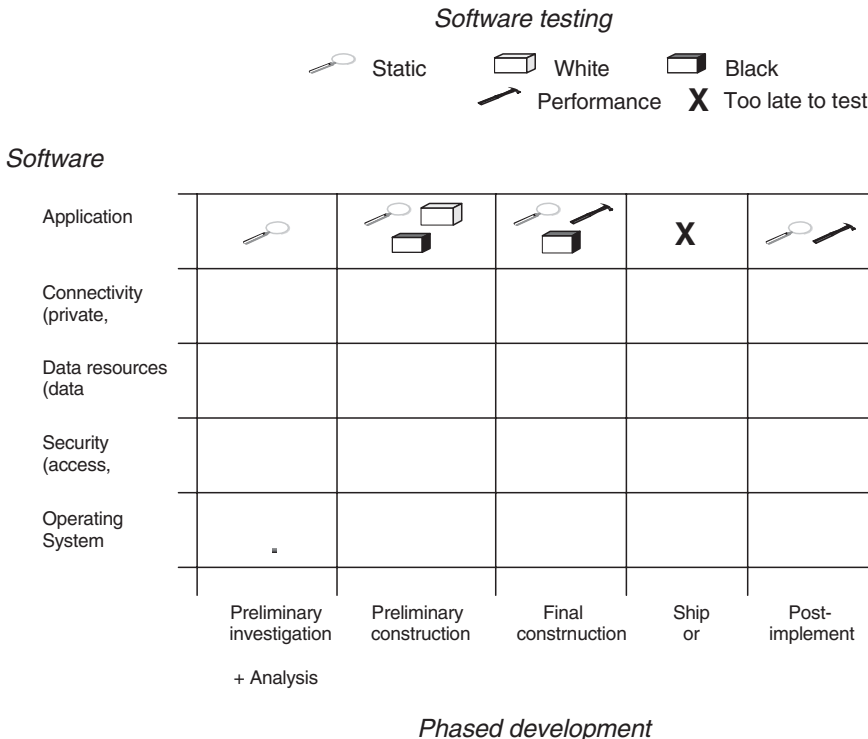 Software testing
Static White Black
Performance X Too late to test
Software
Application
X
Connectivity
(private,
Data resources
(data
Security
(access,
Operating
System
Preliminary
investigation
+ Analysis
Preliminary
construction
Final
constrnuction
Ship
or
Post-
implement
Phased development